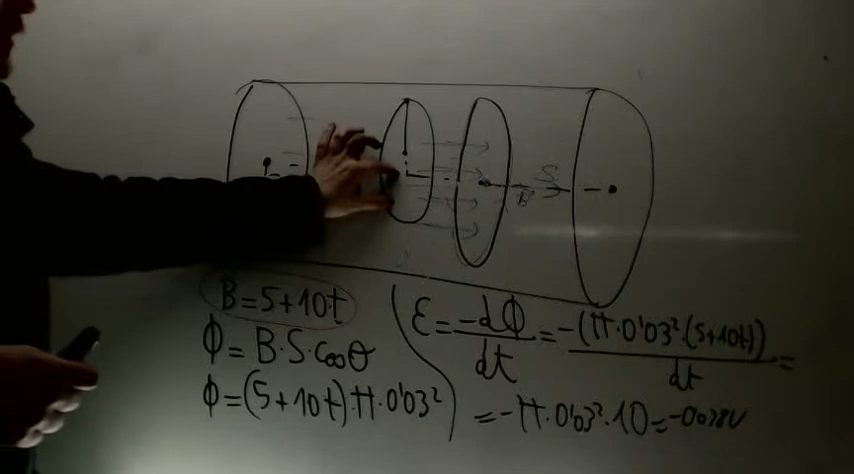 S
B
B = 5+10t
Φ = B·S·cosθ
Φ = (5+10t)·π·0'03²
ε = -dΦ/dt = -(π·0'03²·(5+10t))/dt =
= -π·0'03²·10 = -0'028V